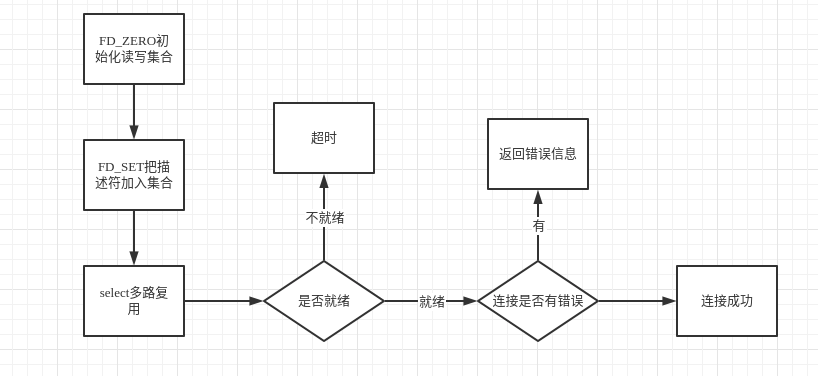 FD_ZERO初
始化读写集合
FD_SET把描
述符加入集合
select多路复
用
是否就绪
不就绪
超时
就绪
连接是否有错误
有
返回错误信息
连接成功